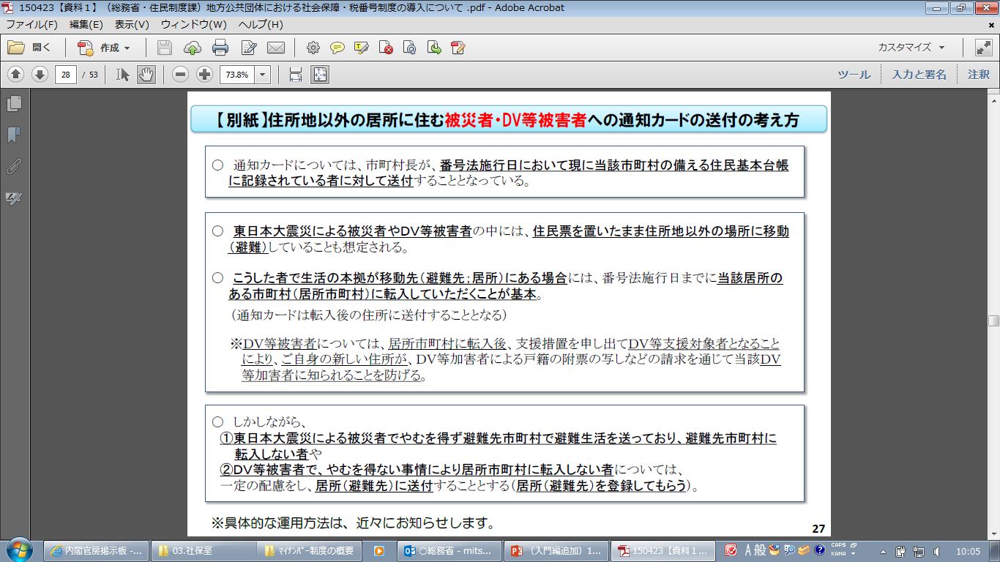 150423【資料１】（総務省・住民制度課）地方公共団体における社会保障・税番号制度の導入について .pdf - Adobe Acrobat
ファイル(F) 編集(E) 表示(V) ウィンドウ(W) ヘルプ(H)
開く 作成 カスタマイズ
28 / 53 73.8% ツール 入力と署名 注釈
【別紙】住所地以外の居所に住む被災者・DV等被害者への通知カードの送付の考え方
○ 通知カードについては、市町村長が、番号法施行日において現に当該市町村の備える住民基本台帳
に記録されている者に対して送付することとなっている。
○ 東日本大震災による被災者やDV等被害者の中には、住民票を置いたまま住所地以外の場所に移動
（避難）していることも想定される。
○ こうした者で生活の本拠が移動先（避難先；居所）にある場合には、番号法施行日までに当該居所の
ある市町村（居所市町村）に転入していただくことが基本。
（通知カードは転入後の住所に送付することとなる）
※DV等被害者については、居所市町村に転入後、支援措置を申し出てDV等支援対象者となること
により、ご自身の新しい住所が、DV等加害者による戸籍の附票の写しなどの請求を通じて当該DV
等加害者に知られることを防げる。
○ しかしながら、
①東日本大震災による被災者でやむを得ず避難先市町村で避難生活を送っており、避難先市町村に
転入しない者や
②DV等被害者で、やむを得ない事情により居所市町村に転入しない者については、
一定の配慮をし、居所（避難先）に送付することとする（居所（避難先）を登録してもらう）。
※具体的な運用方法は、近々にお知らせします。
27
内閣官房掲示板 -... 03.社保室 ﾏｲﾅﾝﾊﾞｰ制度の概要 ○総務省 - mits... （入門編追加）1... 150423【資料１... A 般 CAPS KANA 10:05